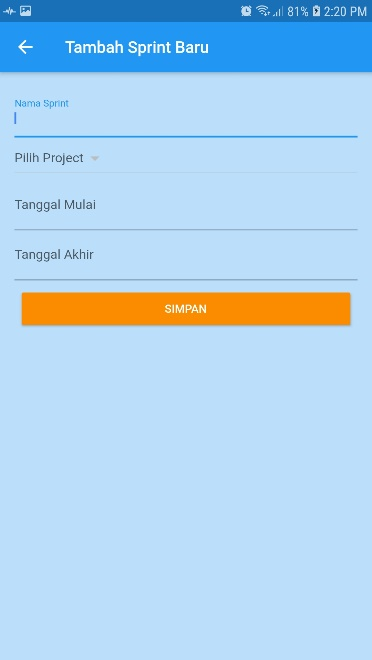 81% 2:20 PM
Tambah Sprint Baru
Nama Sprint
Pilih Project
Tanggal Mulai
Tanggal Akhir
SIMPAN